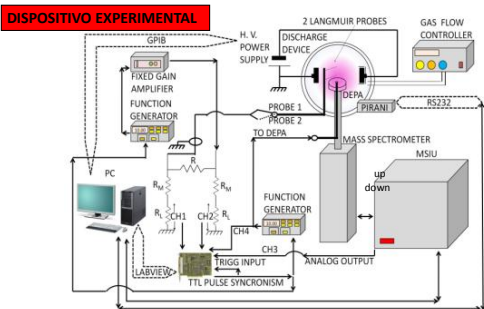 DISPOSITIVO EXPERIMENTAL
GPIB
H. V.
POWER
SUPPLY
2 LANGMUIR PROBES
DISCHARGE
DEVICE
GAS FLOW
CONTROLLER
FIXED GAIN
AMPLIFIER
FUNCTION
GENERATOR
DEPA
PIRANI
RS232
PROBE 1
PROBE 2
TO DEPA
MASS SPECTROMETER
MSIU
up
down
PC
R
RM
RM
RL
RL
CH1
CH2
CH4
FUNCTION
GENERATOR
CH3
LABVIEW
TRIGG INPUT
ANALOG OUTPUT
TTL PULSE SYNCRONISM